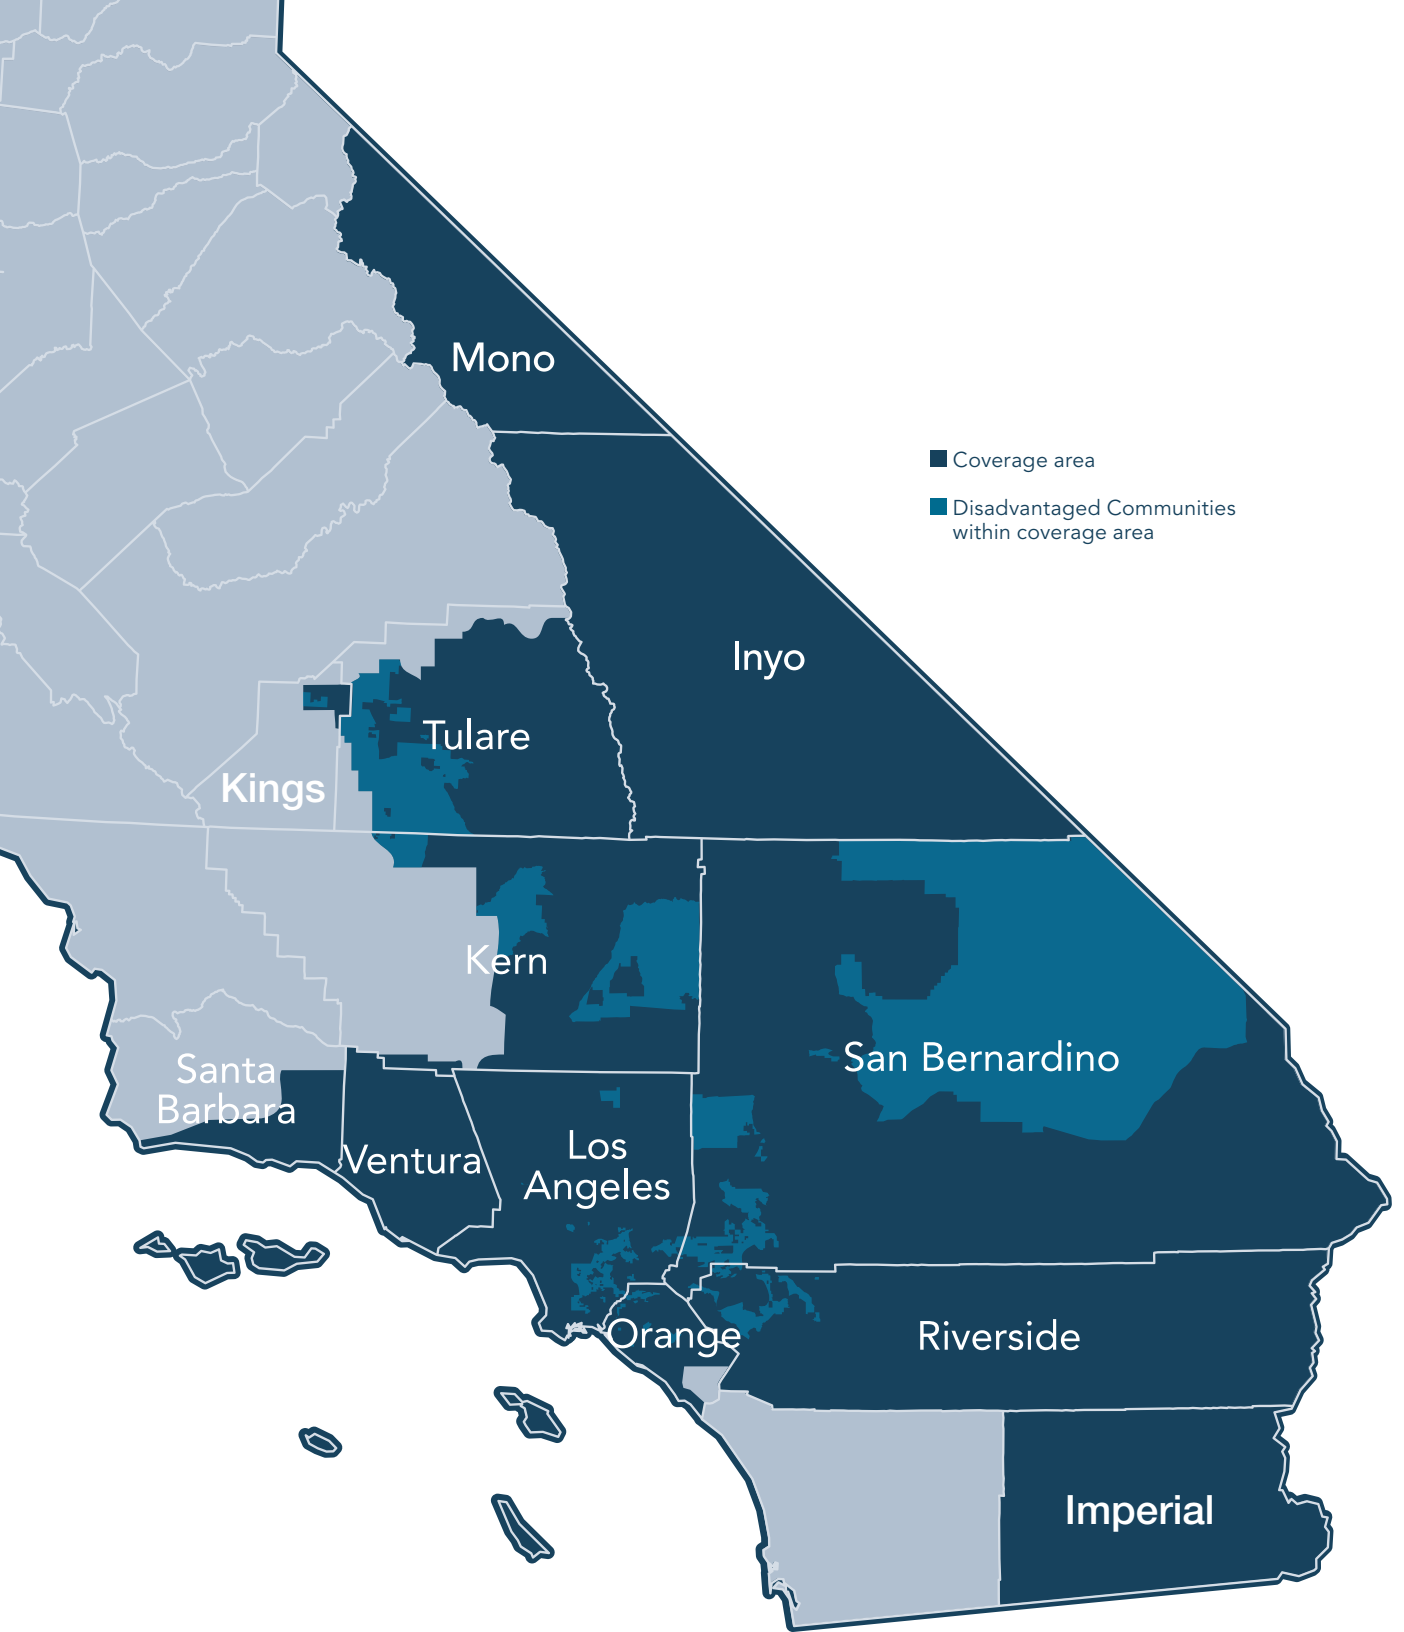 Mono
Coverage area
Disadvantaged Communities
within coverage area
Inyo
Tulare
Kings
Kern
San Bernardino
Santa
Barbara
Ventura
Los
Angeles
Orange
Riverside
Imperial